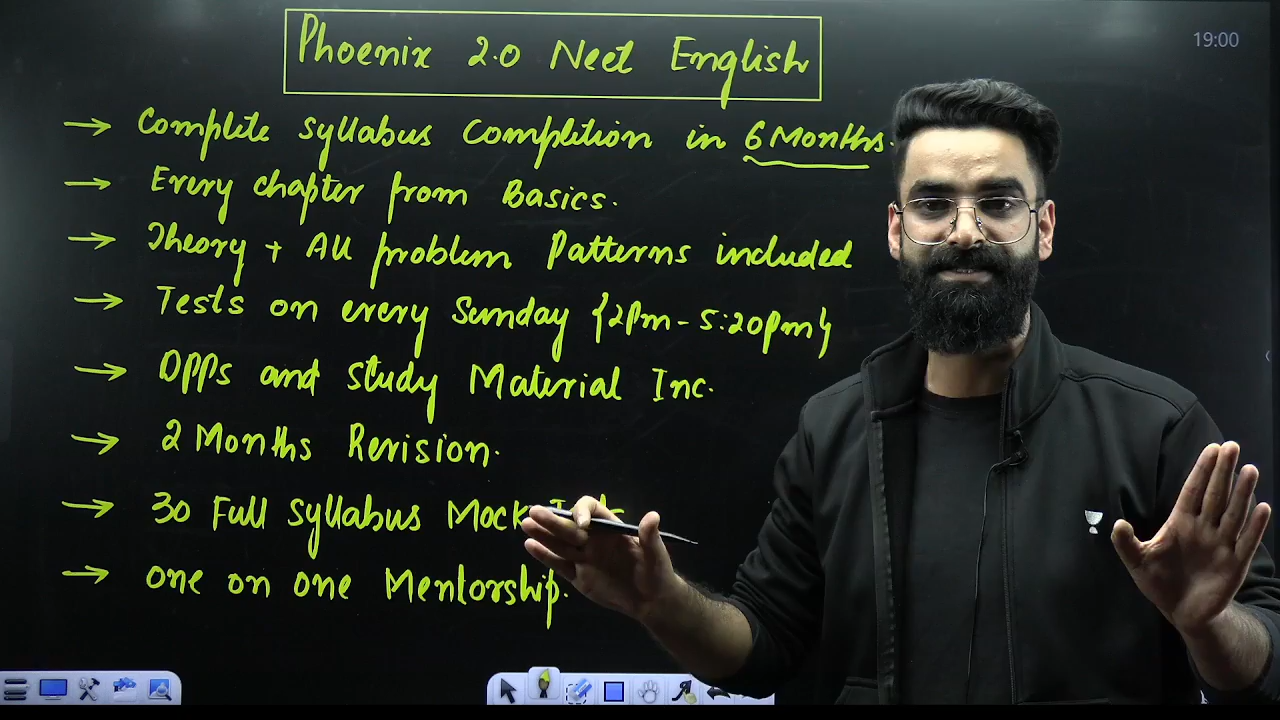 Phoenix 2.0 Neet English
19:00
→ Complete syllabus completion in 6 Months.
→ Every chapter from Basics.
→ Theory + All problem Patterns included
→ Tests on every Sunday {2pm - 5:20pm}
→ DPPs and study Material Inc.
→ 2 Months Revision.
→ 30 Full Syllabus Mock
→ one on one Mentorship.